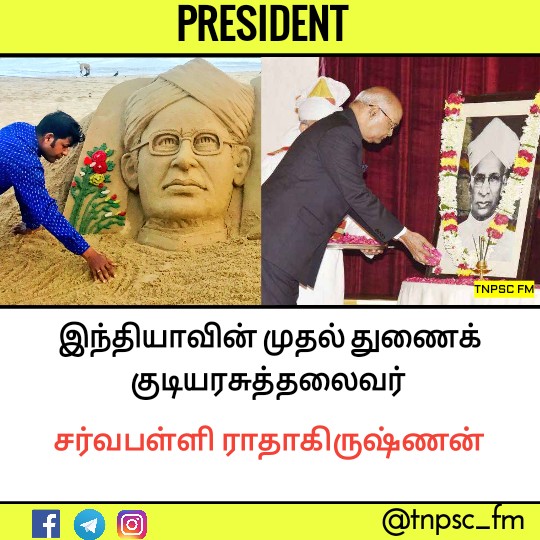 PRESIDENT
TNPSC FM
இந்தியாவின் முதல் துணைக்
குடியரசுத்தலைவர்
சர்வபள்ளி ராதாகிருஷ்ணன்
@tnpsc_fm